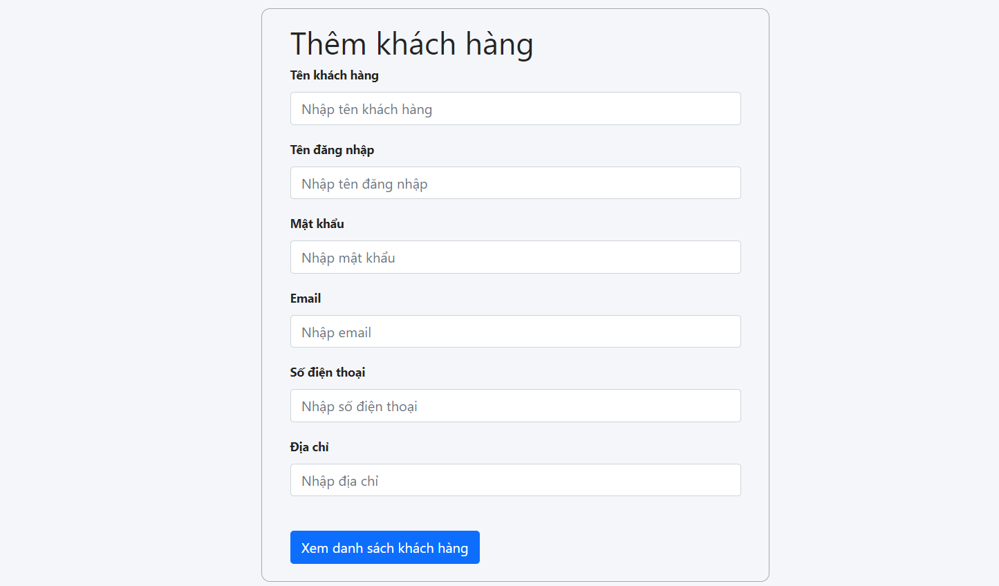 Thêm khách hàng
Tên khách hàng
Nhập tên khách hàng
Tên đăng nhập
Nhập tên đăng nhập
Mật khẩu
Nhập mật khẩu
Email
Nhập email
Số điện thoại
Nhập số điện thoại
Địa chỉ
Nhập địa chỉ
Xem danh sách khách hàng